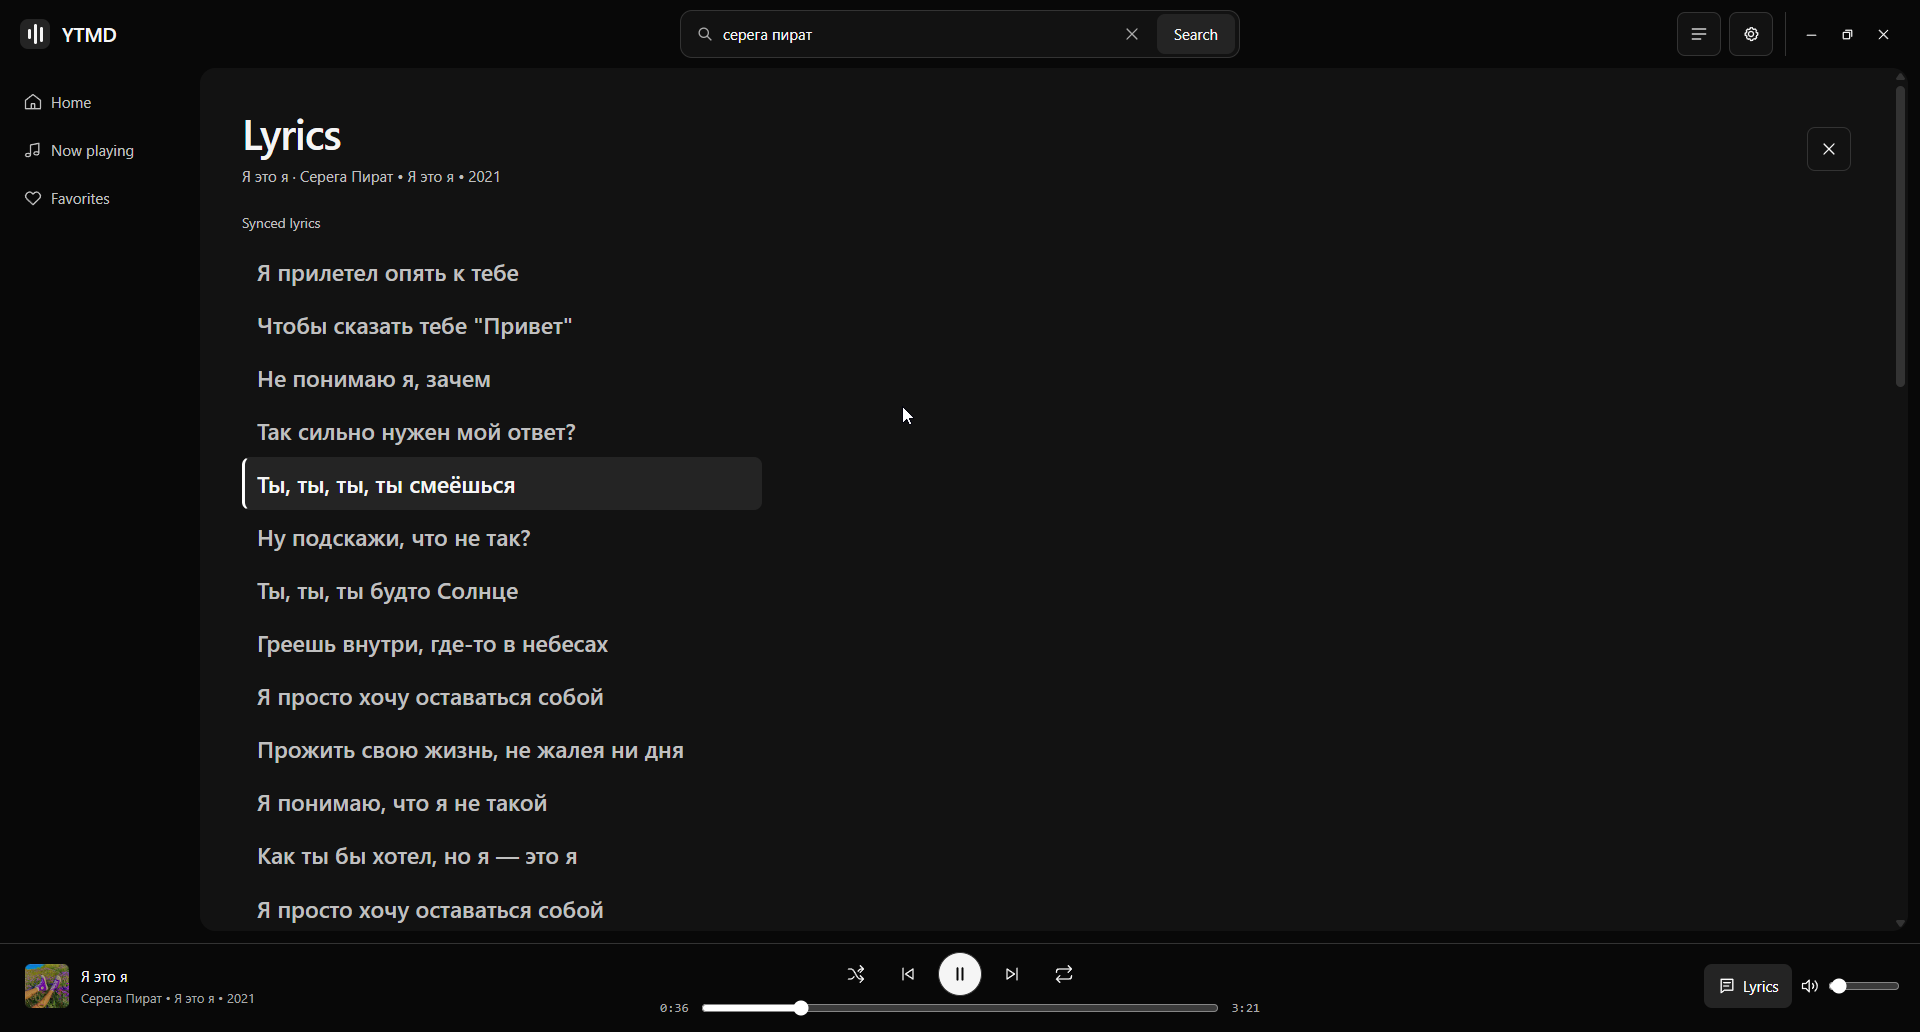 YTMD
серега пират
Search
Home
Now playing
Favorites
Lyrics
Я это я · Серега Пират • Я это я • 2021
Synced lyrics
Я прилетел опять к тебе
Чтобы сказать тебе "Привет"
Не понимаю я, зачем
Так сильно нужен мой ответ?
Ты, ты, ты, ты смеёшься
Ну подскажи, что не так?
Ты, ты, ты будто Солнце
Греешь внутри, где-то в небесах
Я просто хочу оставаться собой
Прожить свою жизнь, не жалея ни дня
Я понимаю, что я не такой
Как ты бы хотел, но я — это я
Я просто хочу оставаться собой
Я это я
Серега Пират • Я это я • 2021
0:36
3:21
Lyrics